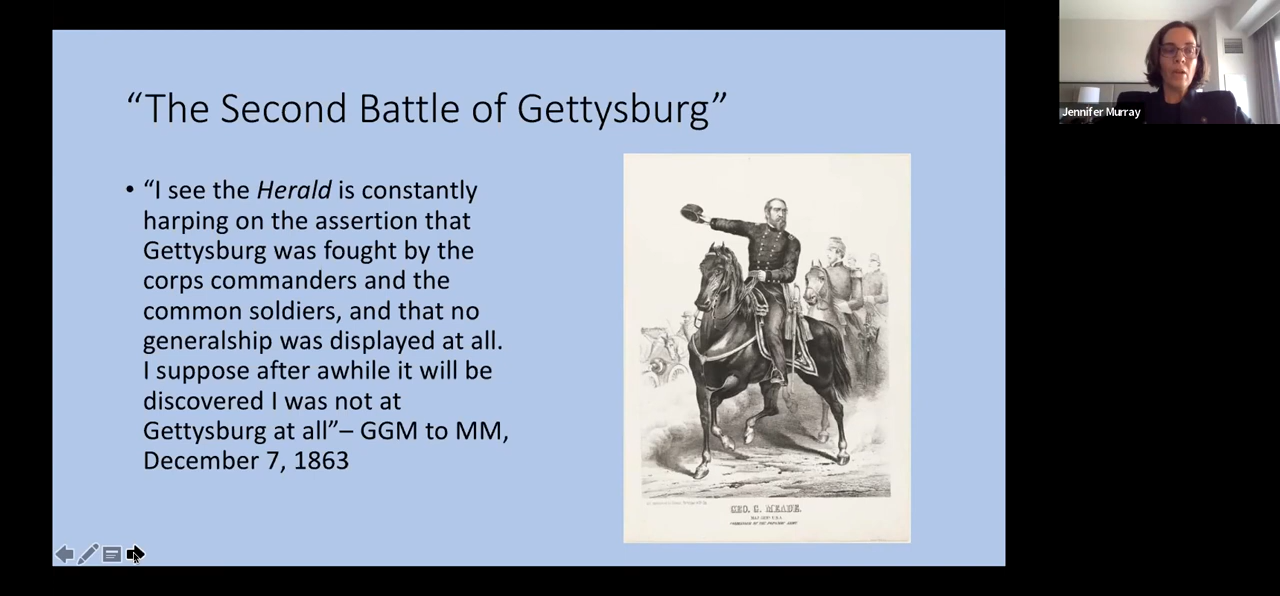 “The Second Battle of Gettysburg”
• “I see the Herald is constantly
harping on the assertion that
Gettysburg was fought by the
corps commanders and the
common soldiers, and that no
generalship was displayed at all.
I suppose after awhile it will be
discovered I was not at
Gettysburg at all”– GGM to MM,
December 7, 1863
GEO. G. MEADE.
Jennifer Murray